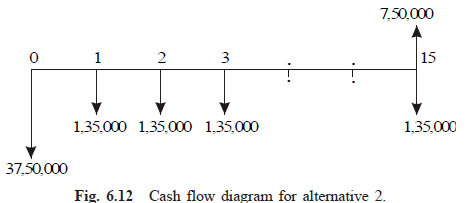 7,50,000
0 1 2 3 15
1,35,000 1,35,000 1,35,000 1,35,000
37,50,000
Fig. 6.12 Cash flow diagram for alternative 2.